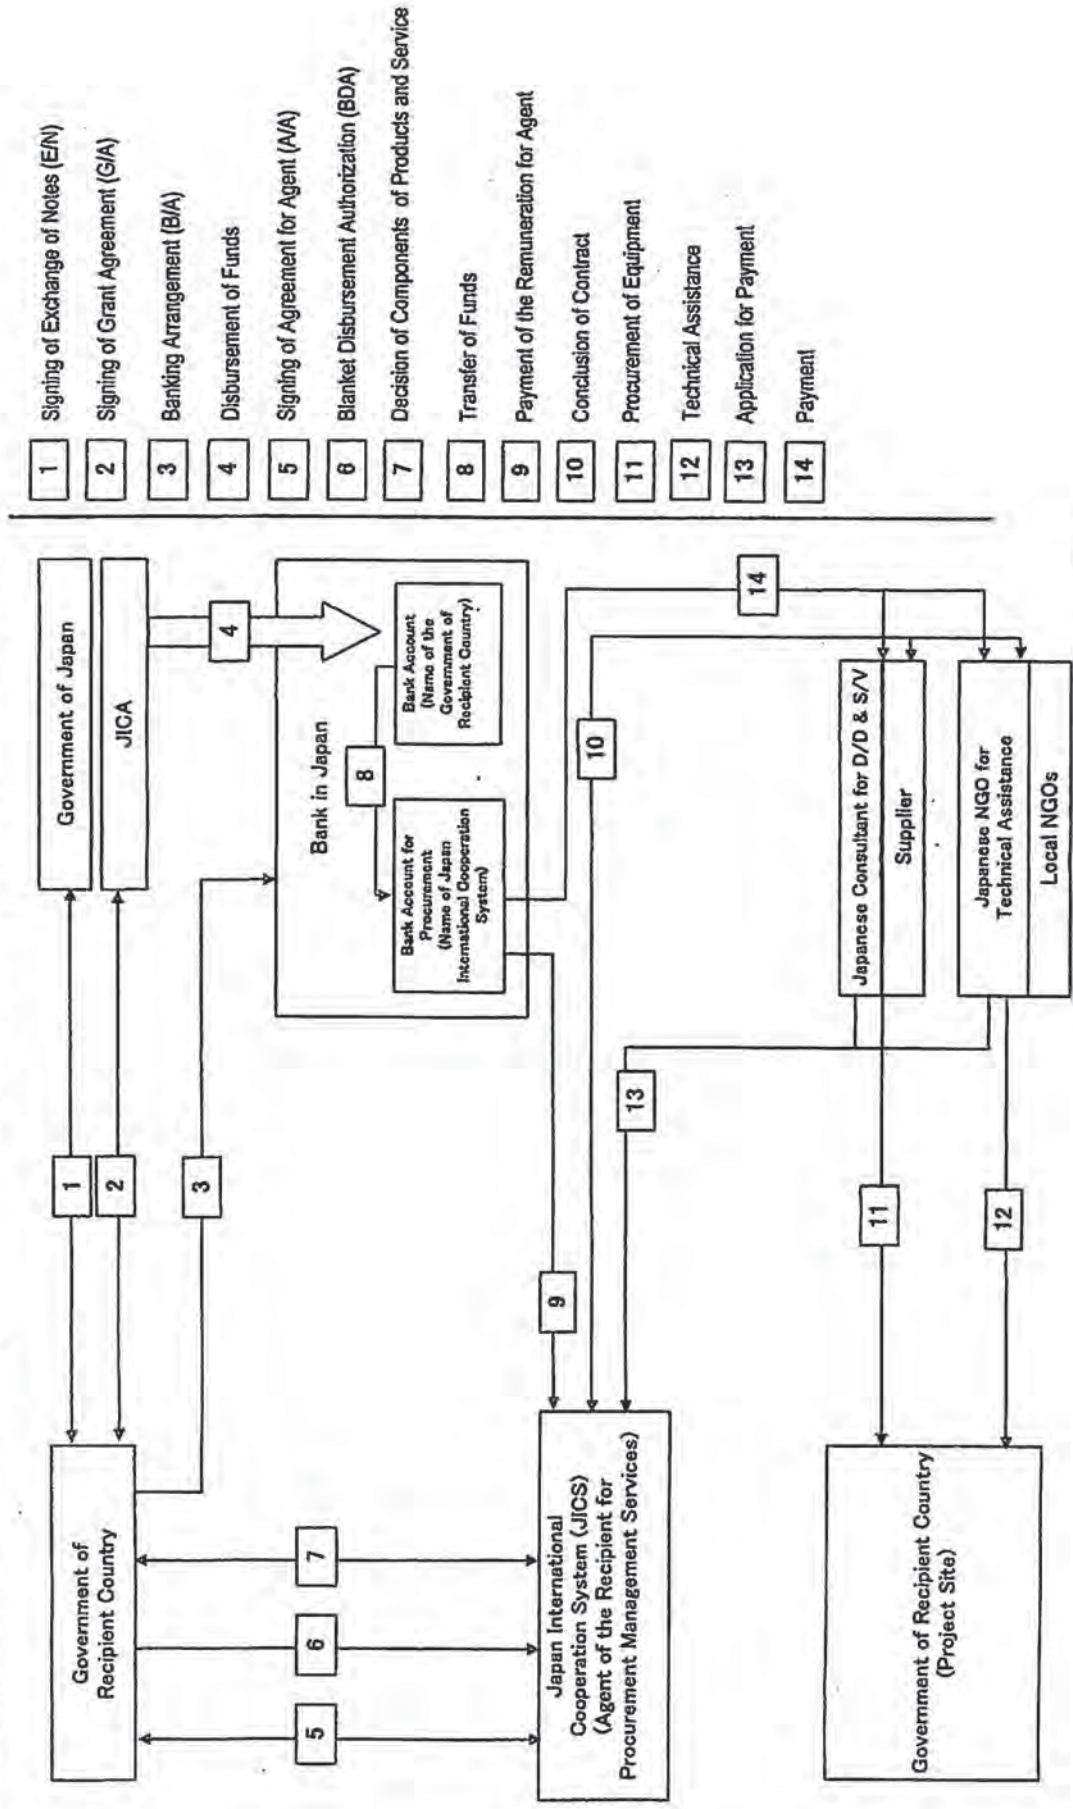 Government of
Recipient Country
1
2
3
Government of Japan
JICA
4
Bank in Japan
8
Bank Account for
Procurement
(Name of Japan
International Cooperation
System)
Bank Account
(Name of the
Government of
Recipient Country)
5
6
7
9
10
13
14
Japan International
Cooperation System (JICS)
(Agent of the Recipient for
Procurement Management Services)
Japanese Consultant for D/D & S/V
Supplier
Japanese NGO for
Technical Assistance
Local NGOs
11
12
Government of Recipient Country
(Project Site)
1 Signing of Exchange of Notes (E/N)
2 Signing of Grant Agreement (G/A)
3 Banking Arrangement (B/A)
4 Disbursement of Funds
5 Signing of Agreement for Agent (A/A)
6 Blanket Disbursement Authorization (BDA)
7 Decision of Components of Products and Service
8 Transfer of Funds
9 Payment of the Remuneration for Agent
10 Conclusion of Contract
11 Procurement of Equipment
12 Technical Assistance
13 Application for Payment
14 Payment